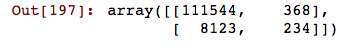 Out[197]: array([[111544, 368],
[ 8123, 234]])